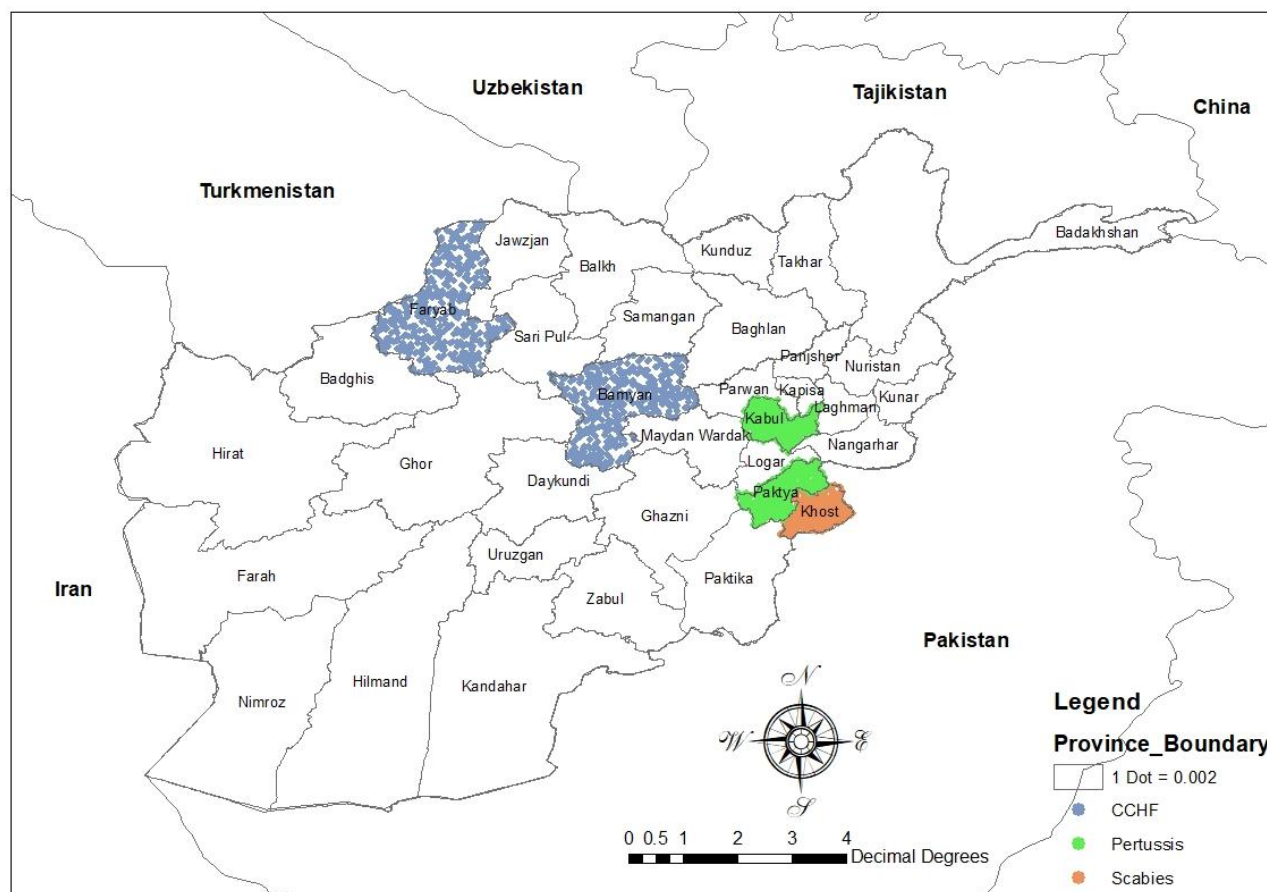 Uzbekistan
Tajikistan
China
Turkmenistan
Badakhshan
Jawzjan
Kunduz
Takhar
Balkh
Faryab
Samangan
Baghlan
Sari Pul
Panjsher
Nuristan
Badghis
Bamyan
Parwan
Kapisa
Kunar
Laghman
Kabul
Maydan Wardak
Nangarhar
Hirat
Ghor
Logar
Daykundi
Paktya
Ghazni
Khost
Uruzgan
Farah
Paktika
Iran
Zabul
Pakistan
Hilmand
Kandahar
Nimroz
N
W
E
S
Legend
Province_Boundary
1 Dot = 0.002
CCHF
Pertussis
Scabies
0 0.5 1 2 3 4
Decimal Degrees